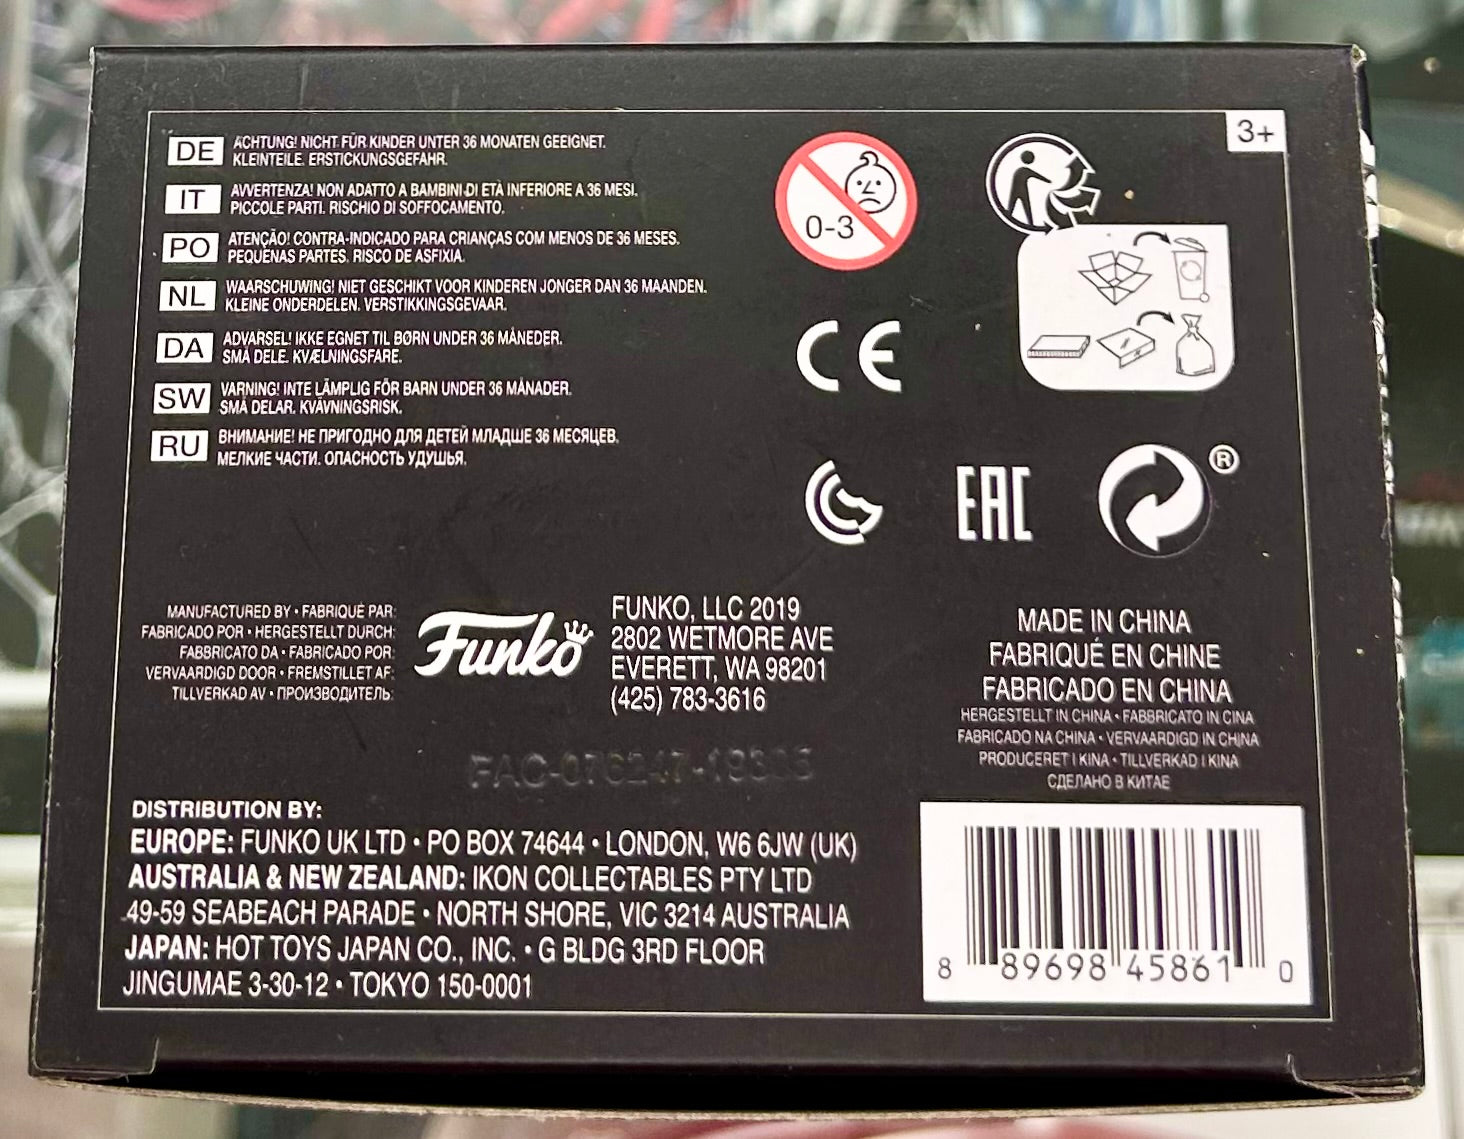 3+
DE ACHTUNG! NICHT FÜR KINDER UNTER 36 MONATEN GEEIGNET.
KLEINTEILE. ERSTICKUNGSGEFAHR.
IT AVVERTENZA! NON ADATTO A BAMBINI DI ETÀ INFERIORE A 36 MESI.
PICCOLE PARTI. RISCHIO DI SOFFOCAMENTO.
PO ATENÇÃO! CONTRA-INDICADO PARA CRIANÇAS COM MENOS DE 36 MESES.
PEQUENAS PARTES. RISCO DE ASFIXIA.
NL WAARSCHUWING! NIET GESCHIKT VOOR KINDEREN JONGER DAN 36 MAANDEN.
KLEINE ONDERDELEN. VERSTIKKINGSGEVAAR.
DA ADVARSEL! IKKE EGNET TIL BØRN UNDER 36 MÅNEDER.
SMÅ DELE. KVÆLNINGSFARE.
SW VARNING! INTE LÄMPLIG FÖR BARN UNDER 36 MÅNADER.
SMÅ DELAR. KVÄVNINGSRISK.
RU ВНИМАНИЕ! НЕ ПРИГОДНО ДЛЯ ДЕТЕЙ МЛАДШЕ 36 МЕСЯЦЕВ.
МЕЛКИЕ ЧАСТИ. ОПАСНОСТЬ УДУШЬЯ.
0-3
CE
EAC
®
MANUFACTURED BY • FABRIQUÉ PAR:
FABRICADO POR • HERGESTELLT DURCH:
FABBRICATO DA • FABRICADO POR:
VERVAARDIGD DOOR • FREMSTILLET AF:
TILLVERKAD AV • ПРОИЗВОДИТЕЛЬ:
Funko
FUNKO, LLC 2019
2802 WETMORE AVE
EVERETT, WA 98201
(425) 783-3616
MADE IN CHINA
FABRIQUÉ EN CHINE
FABRICADO EN CHINA
HERGESTELLT IN CHINA • FABBRICATO IN CINA
FABRICADO NA CHINA • VERVAARDIGD IN CHINA
PRODUCERET I KINA • TILLVERKAD I KINA
СДЕЛАНО В КИТАЕ
DISTRIBUTION BY:
EUROPE: FUNKO UK LTD • PO BOX 74644 • LONDON, W6 6JW (UK)
AUSTRALIA & NEW ZEALAND: IKON COLLECTABLES PTY LTD
49-59 SEABEACH PARADE • NORTH SHORE, VIC 3214 AUSTRALIA
JAPAN: HOT TOYS JAPAN CO., INC. • G BLDG 3RD FLOOR
JINGUMAE 3-30-12 • TOKYO 150-0001
8 89698 45861 0